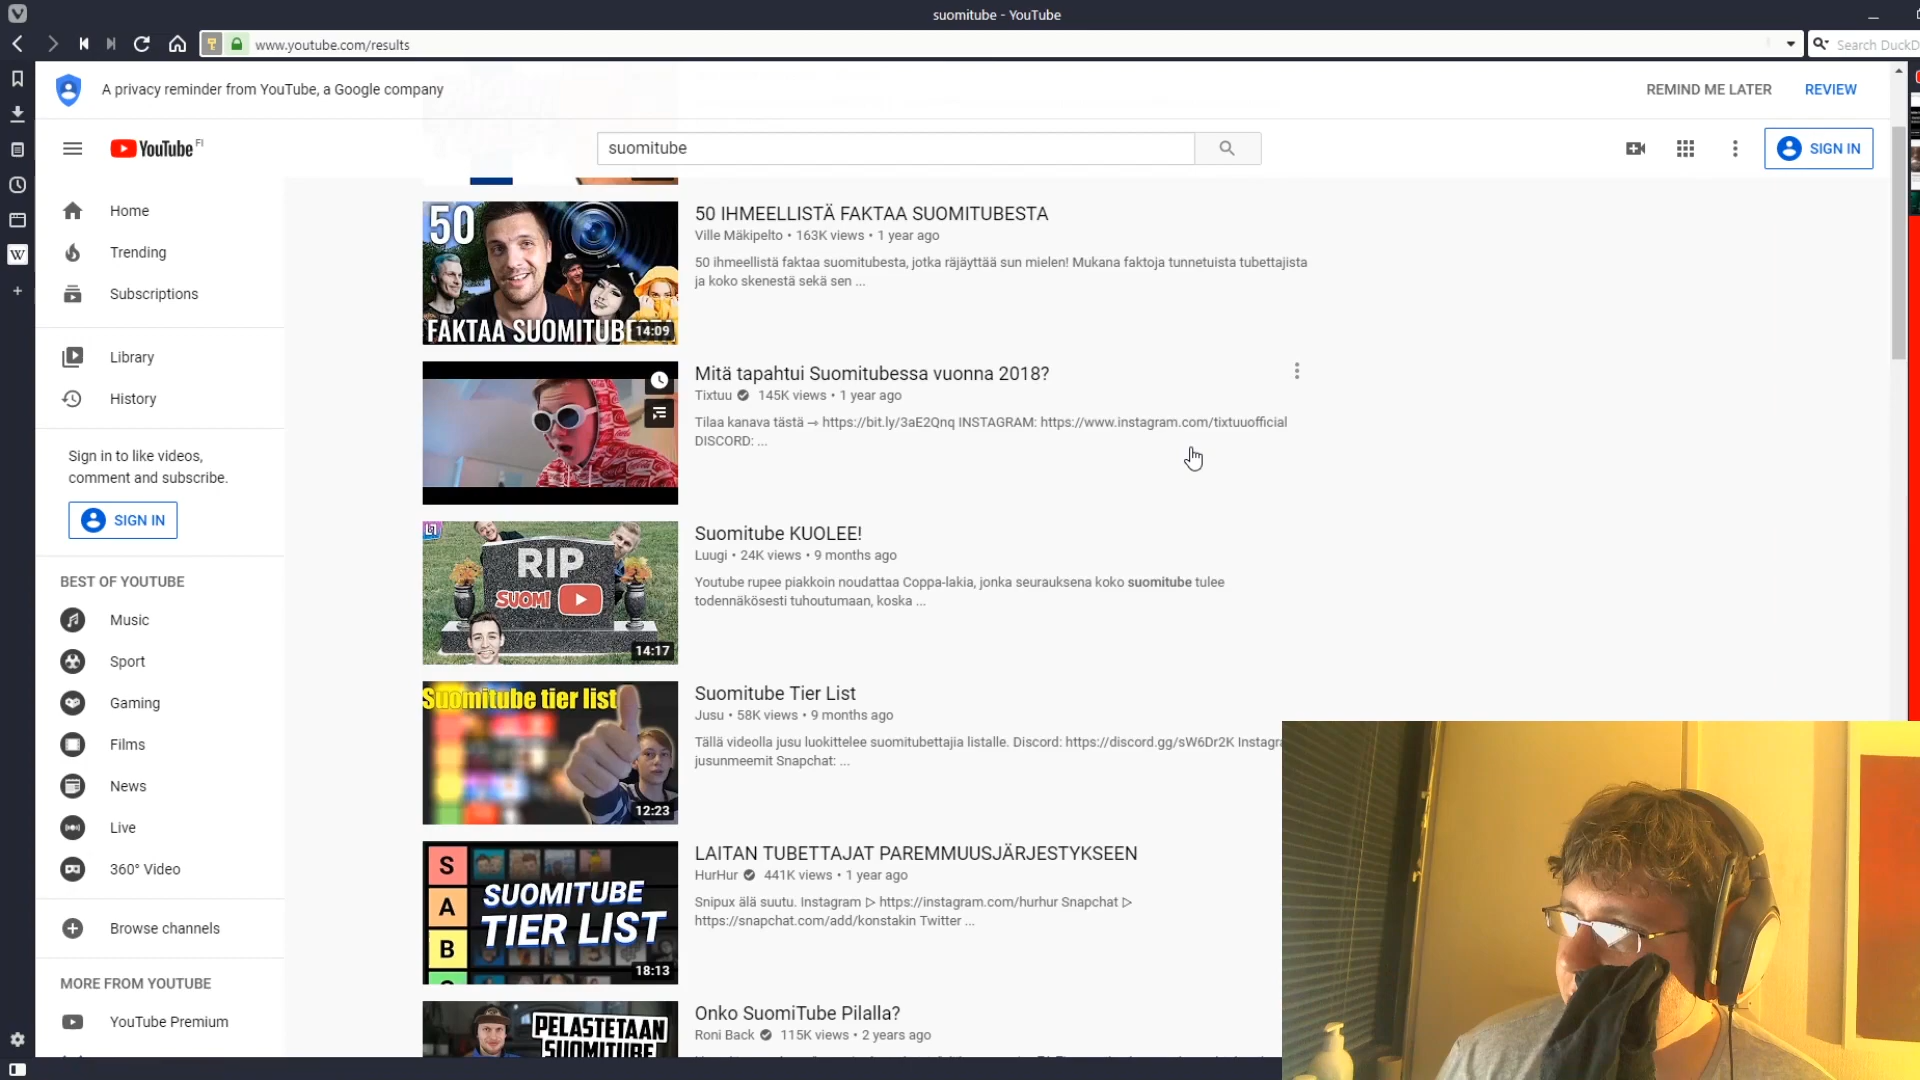 suomitube - YouTube
www.youtube.com/results
Search DuckD
A privacy reminder from YouTube, a Google company
REMIND ME LATER
REVIEW
YouTube FI
suomitube
SIGN IN
Home
Trending
Subscriptions
Library
History
Sign in to like videos,
comment and subscribe.
SIGN IN
BEST OF YOUTUBE
Music
Sport
Gaming
Films
News
Live
360° Video
Browse channels
MORE FROM YOUTUBE
YouTube Premium
50
FAKTAA SUOMITUBESTA
14:09
50 IHMEELLISTÄ FAKTAA SUOMITUBESTA
Ville Mäkipelto • 163K views • 1 year ago
50 ihmeellistä faktaa suomitubesta, jotka räjäyttää sun mielen! Mukana faktoja tunnetuista tubettajista
ja koko skenestä sekä sen ...
Mitä tapahtui Suomitubessa vuonna 2018?
Tixtuu 145K views • 1 year ago
Tilaa kanava tästä → https://bit.ly/3aE2Qnq INSTAGRAM: https://www.instagram.com/tixtuuofficial
DISCORD: ...
RIP
SUOMI
14:17
Suomitube KUOLEE!
Luugi • 24K views • 9 months ago
Youtube rupee piakkoin noudattaa Coppa-lakia, jonka seurauksena koko suomitube tulee
todennäkösesti tuhoutumaan, koska ...
Suomitube tier list
12:23
Suomitube Tier List
Jusu • 58K views • 9 months ago
Tällä videolla jusu luokittelee suomitubettajia listalle. Discord: https://discord.gg/sW6Dr2K Instagra
jusunmeemit Snapchat: ...
S
A
B
SUOMITUBE
TIER LIST
18:13
LAITAN TUBETTAJAT PAREMMUUSJÄRJESTYKSEEN
HurHur 441K views • 1 year ago
Snipux älä suutu. Instagram ▷ https://instagram.com/hurhur Snapchat ▷
https://snapchat.com/add/konstakin Twitter ...
PELASTETAAN
SUOMITUBE
Onko SuomiTube Pilalla?
Roni Back 115K views • 2 years ago